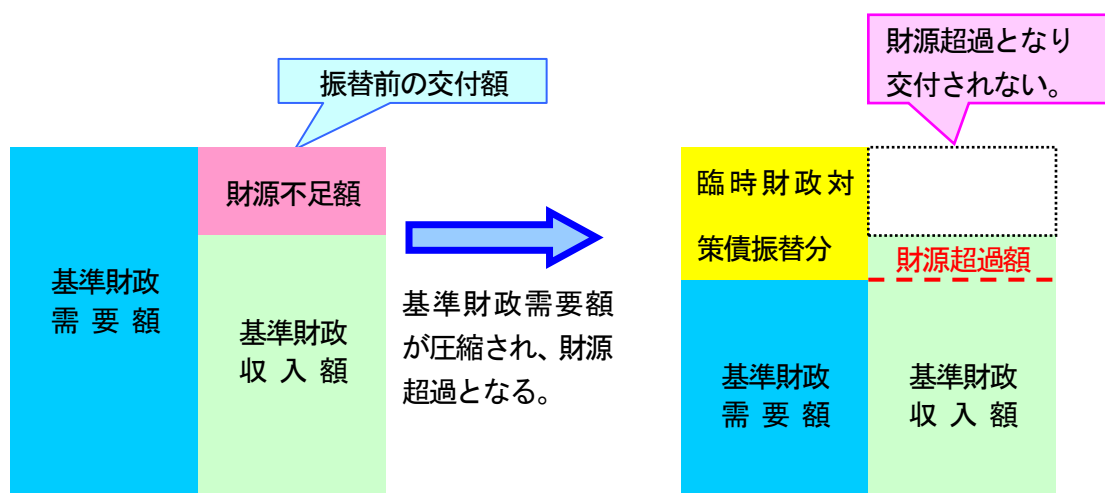 振替前の交付額
財源超過となり
交付されない。
財源不足額
基準財政
需要額
基準財政
収入額
基準財政需要額
が圧縮され、財源
超過となる。
臨時財政対
策債振替分
財源超過額
基準財政
需要額
基準財政
収入額